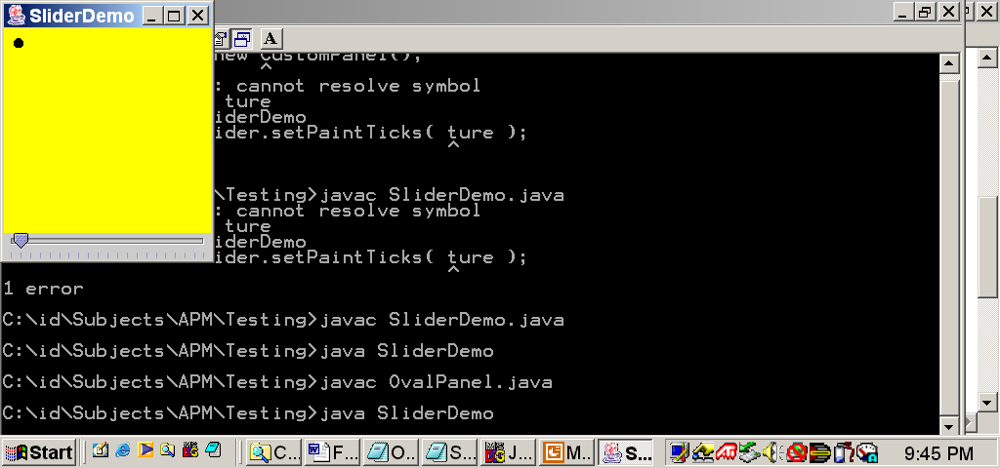 SliderDemo
A
new CustomPanel();
^
: cannot resolve symbol
ture
iderDemo
ider.setPaintTicks( ture );
^
\Testing>javac SliderDemo.java
: cannot resolve symbol
ture
iderDemo
ider.setPaintTicks( ture );
^
1 error
C:\id\Subjects\APM\Testing>javac SliderDemo.java
C:\id\Subjects\APM\Testing>java SliderDemo
C:\id\Subjects\APM\Testing>javac OvalPanel.java
C:\id\Subjects\APM\Testing>java SliderDemo
Start C... F... O... S... J... M... S... 9:45 PM